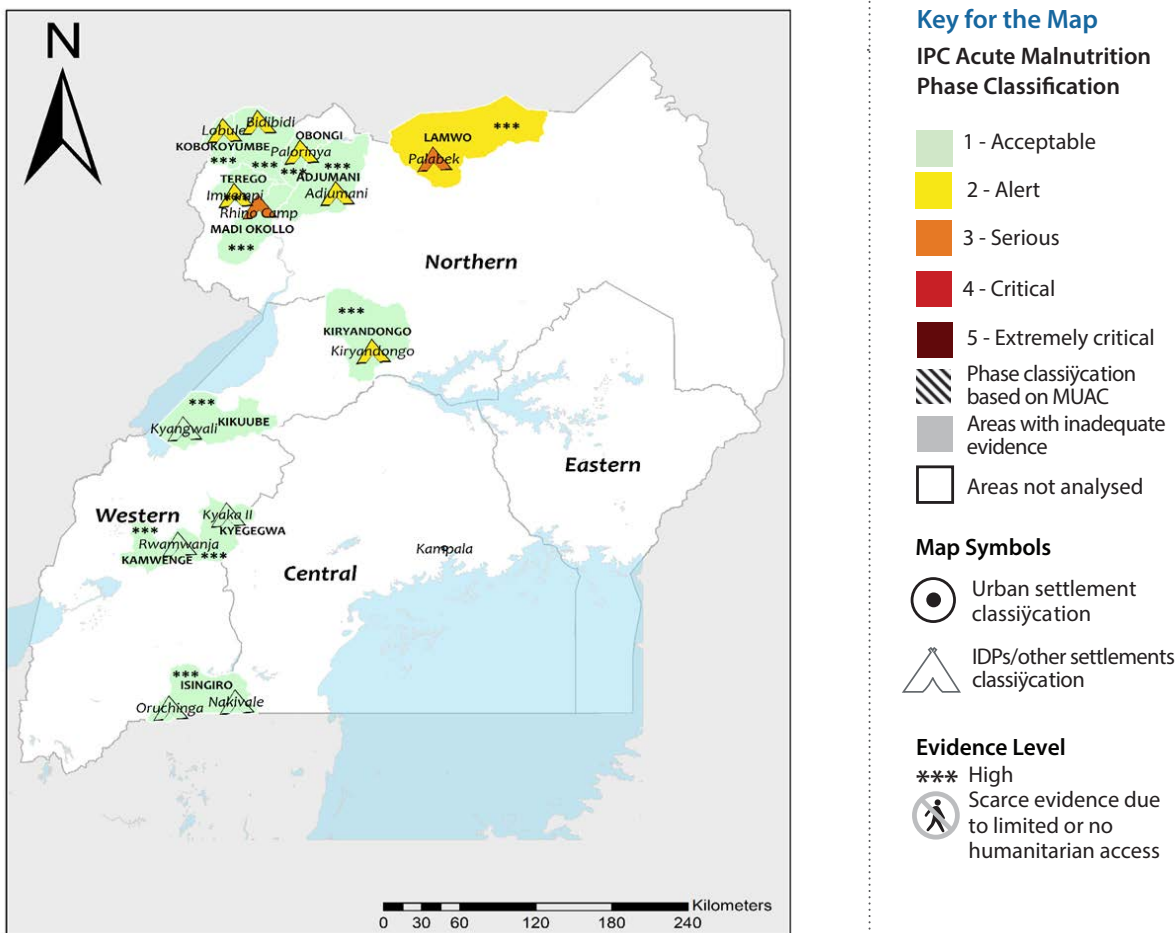 N
Bidibidi
Lobule
OBONGI
KOBOKOYUMBE
Palorinya
***
***
***
***
TEREGO
ADJUMANI
Imvempi
Adjumani
***
Rhino Camp
MADI OKOLLO
***
LAMWO
***
Palabek
Northern
***
KIRYANDONGO
Kiryandongo
***
KIKUUBE
Kyangwali
Eastern
Western
Kyaka II
KYEGEGWA
***
Rwamwanja
KAMWENGE
***
Kampala
Central
***
ISINGIRO
Oruchinga
Nakivale
Kilometers
0 30 60 120 180 240
Key for the Map
IPC Acute Malnutrition
Phase Classification
1 - Acceptable
2 - Alert
3 - Serious
4 - Critical
5 - Extremely critical
Phase classiÿcation
based on MUAC
Areas with inadequate
evidence
Areas not analysed
Map Symbols
Urban settlement
classiÿcation
IDPs/other settlements
classiÿcation
Evidence Level
*** High
Scarce evidence due
to limited or no
humanitarian access